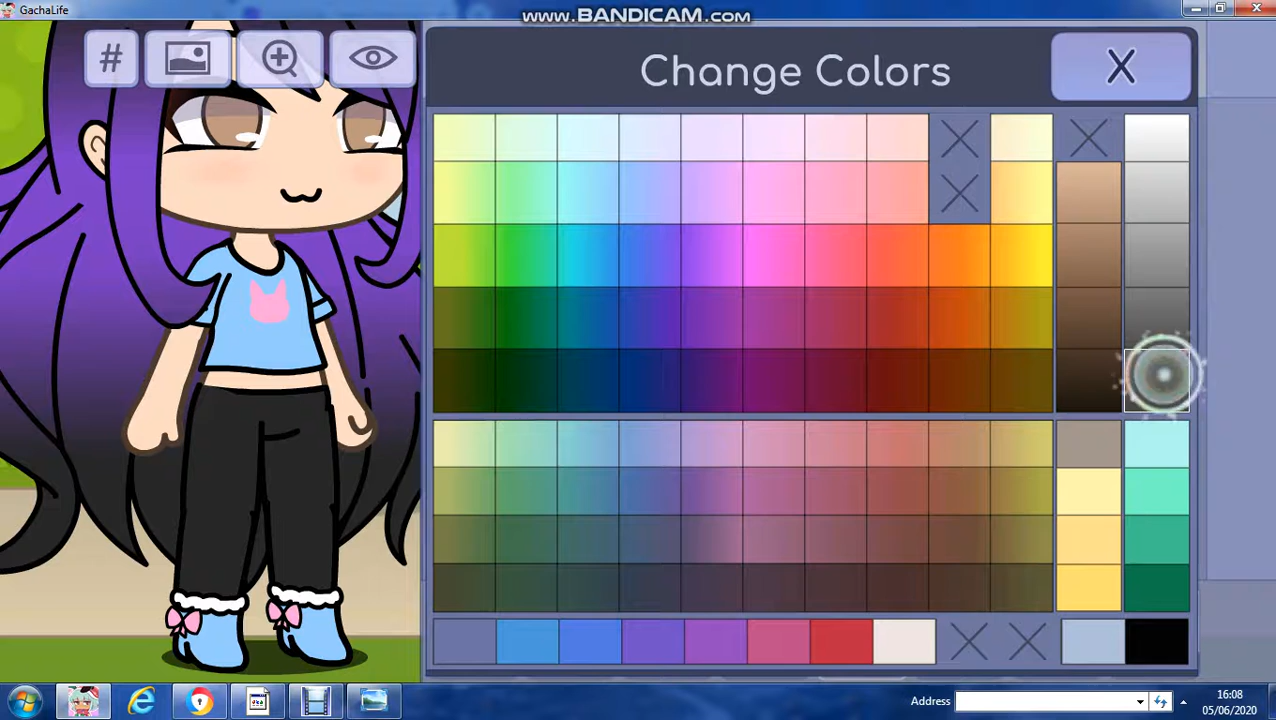 GachaLife
www.BANDICAM.com
Change Colors
X
#
Address
16:08
05/06/2020